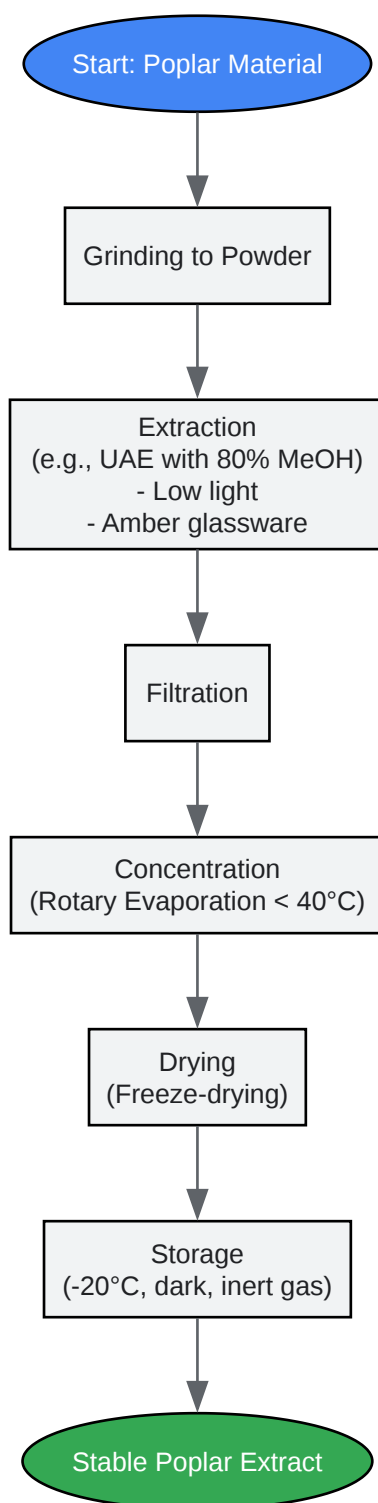 Start: Poplar Material
Grinding to Powder
Extraction
(e.g., UAE with 80% MeOH)
- Low light
- Amber glassware
Filtration
Concentration
(Rotary Evaporation < 40°C)
Drying
(Freeze-drying)
Storage
(-20°C, dark, inert gas)
Stable Poplar Extract